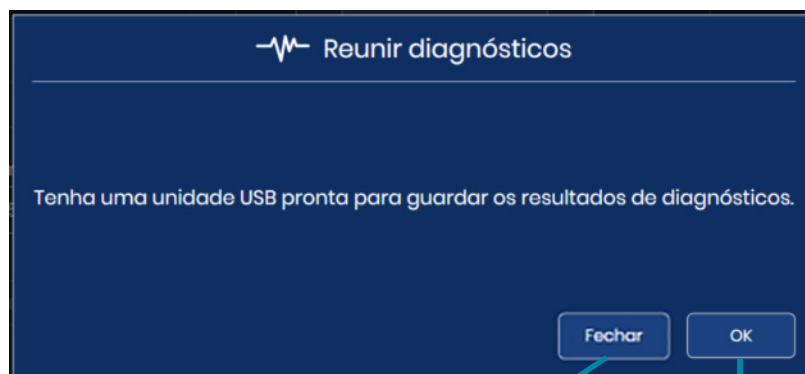 Reunir diagnósticos
Tenha uma unidade USB pronta para guardar os resultados de diagnósticos.
Fechar OK